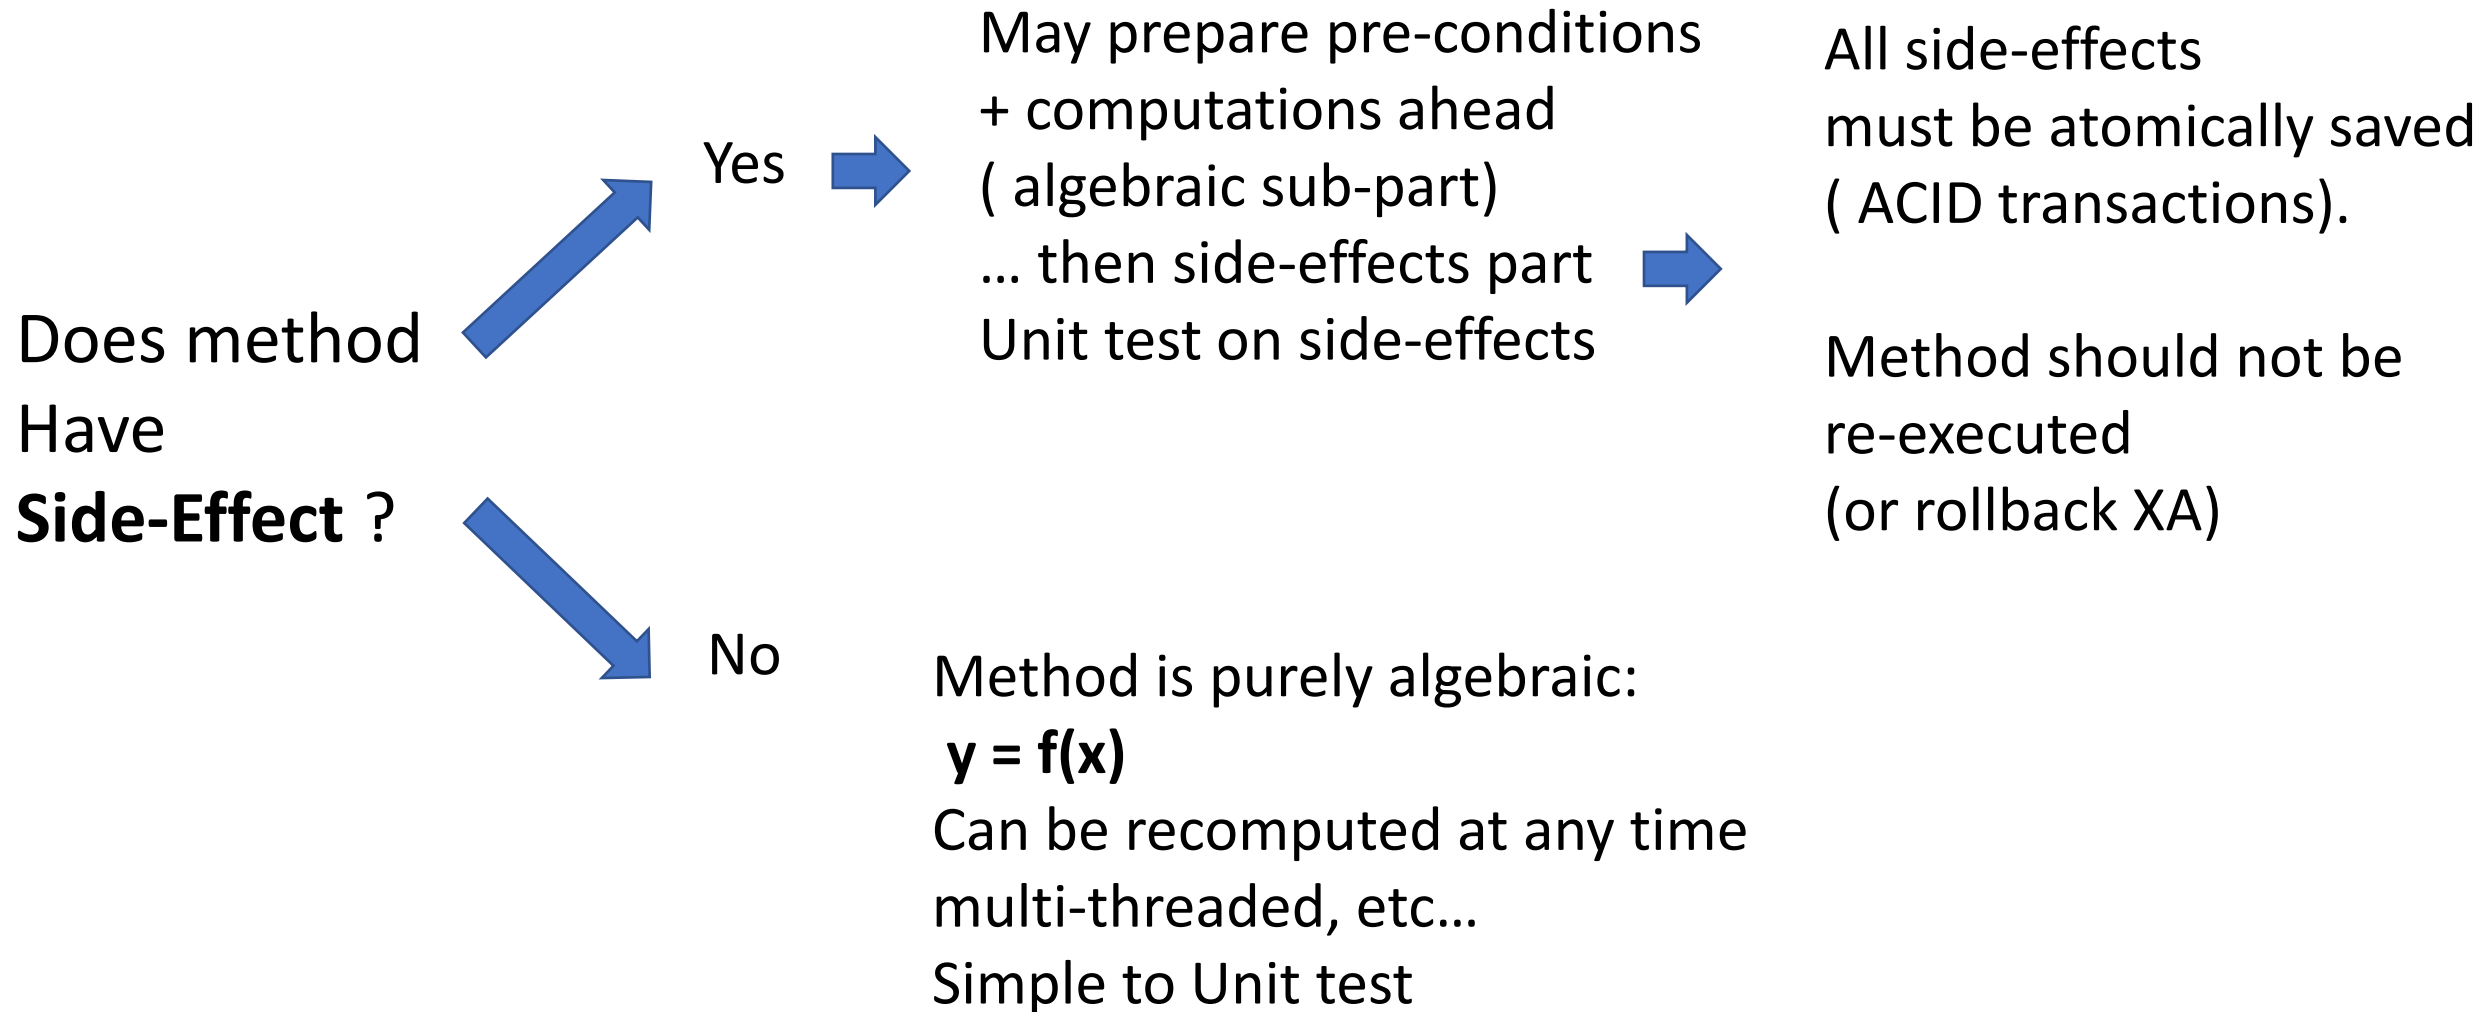 Does method
Have
Side-Effect ?
Yes
May prepare pre-conditions
+ computations ahead
( algebraic sub-part)
… then side-effects part
Unit test on side-effects
All side-effects
must be atomically saved
( ACID transactions).
Method should not be
re-executed
(or rollback XA)
No
Method is purely algebraic:
y = f(x)
Can be recomputed at any time
multi-threaded, etc…
Simple to Unit test